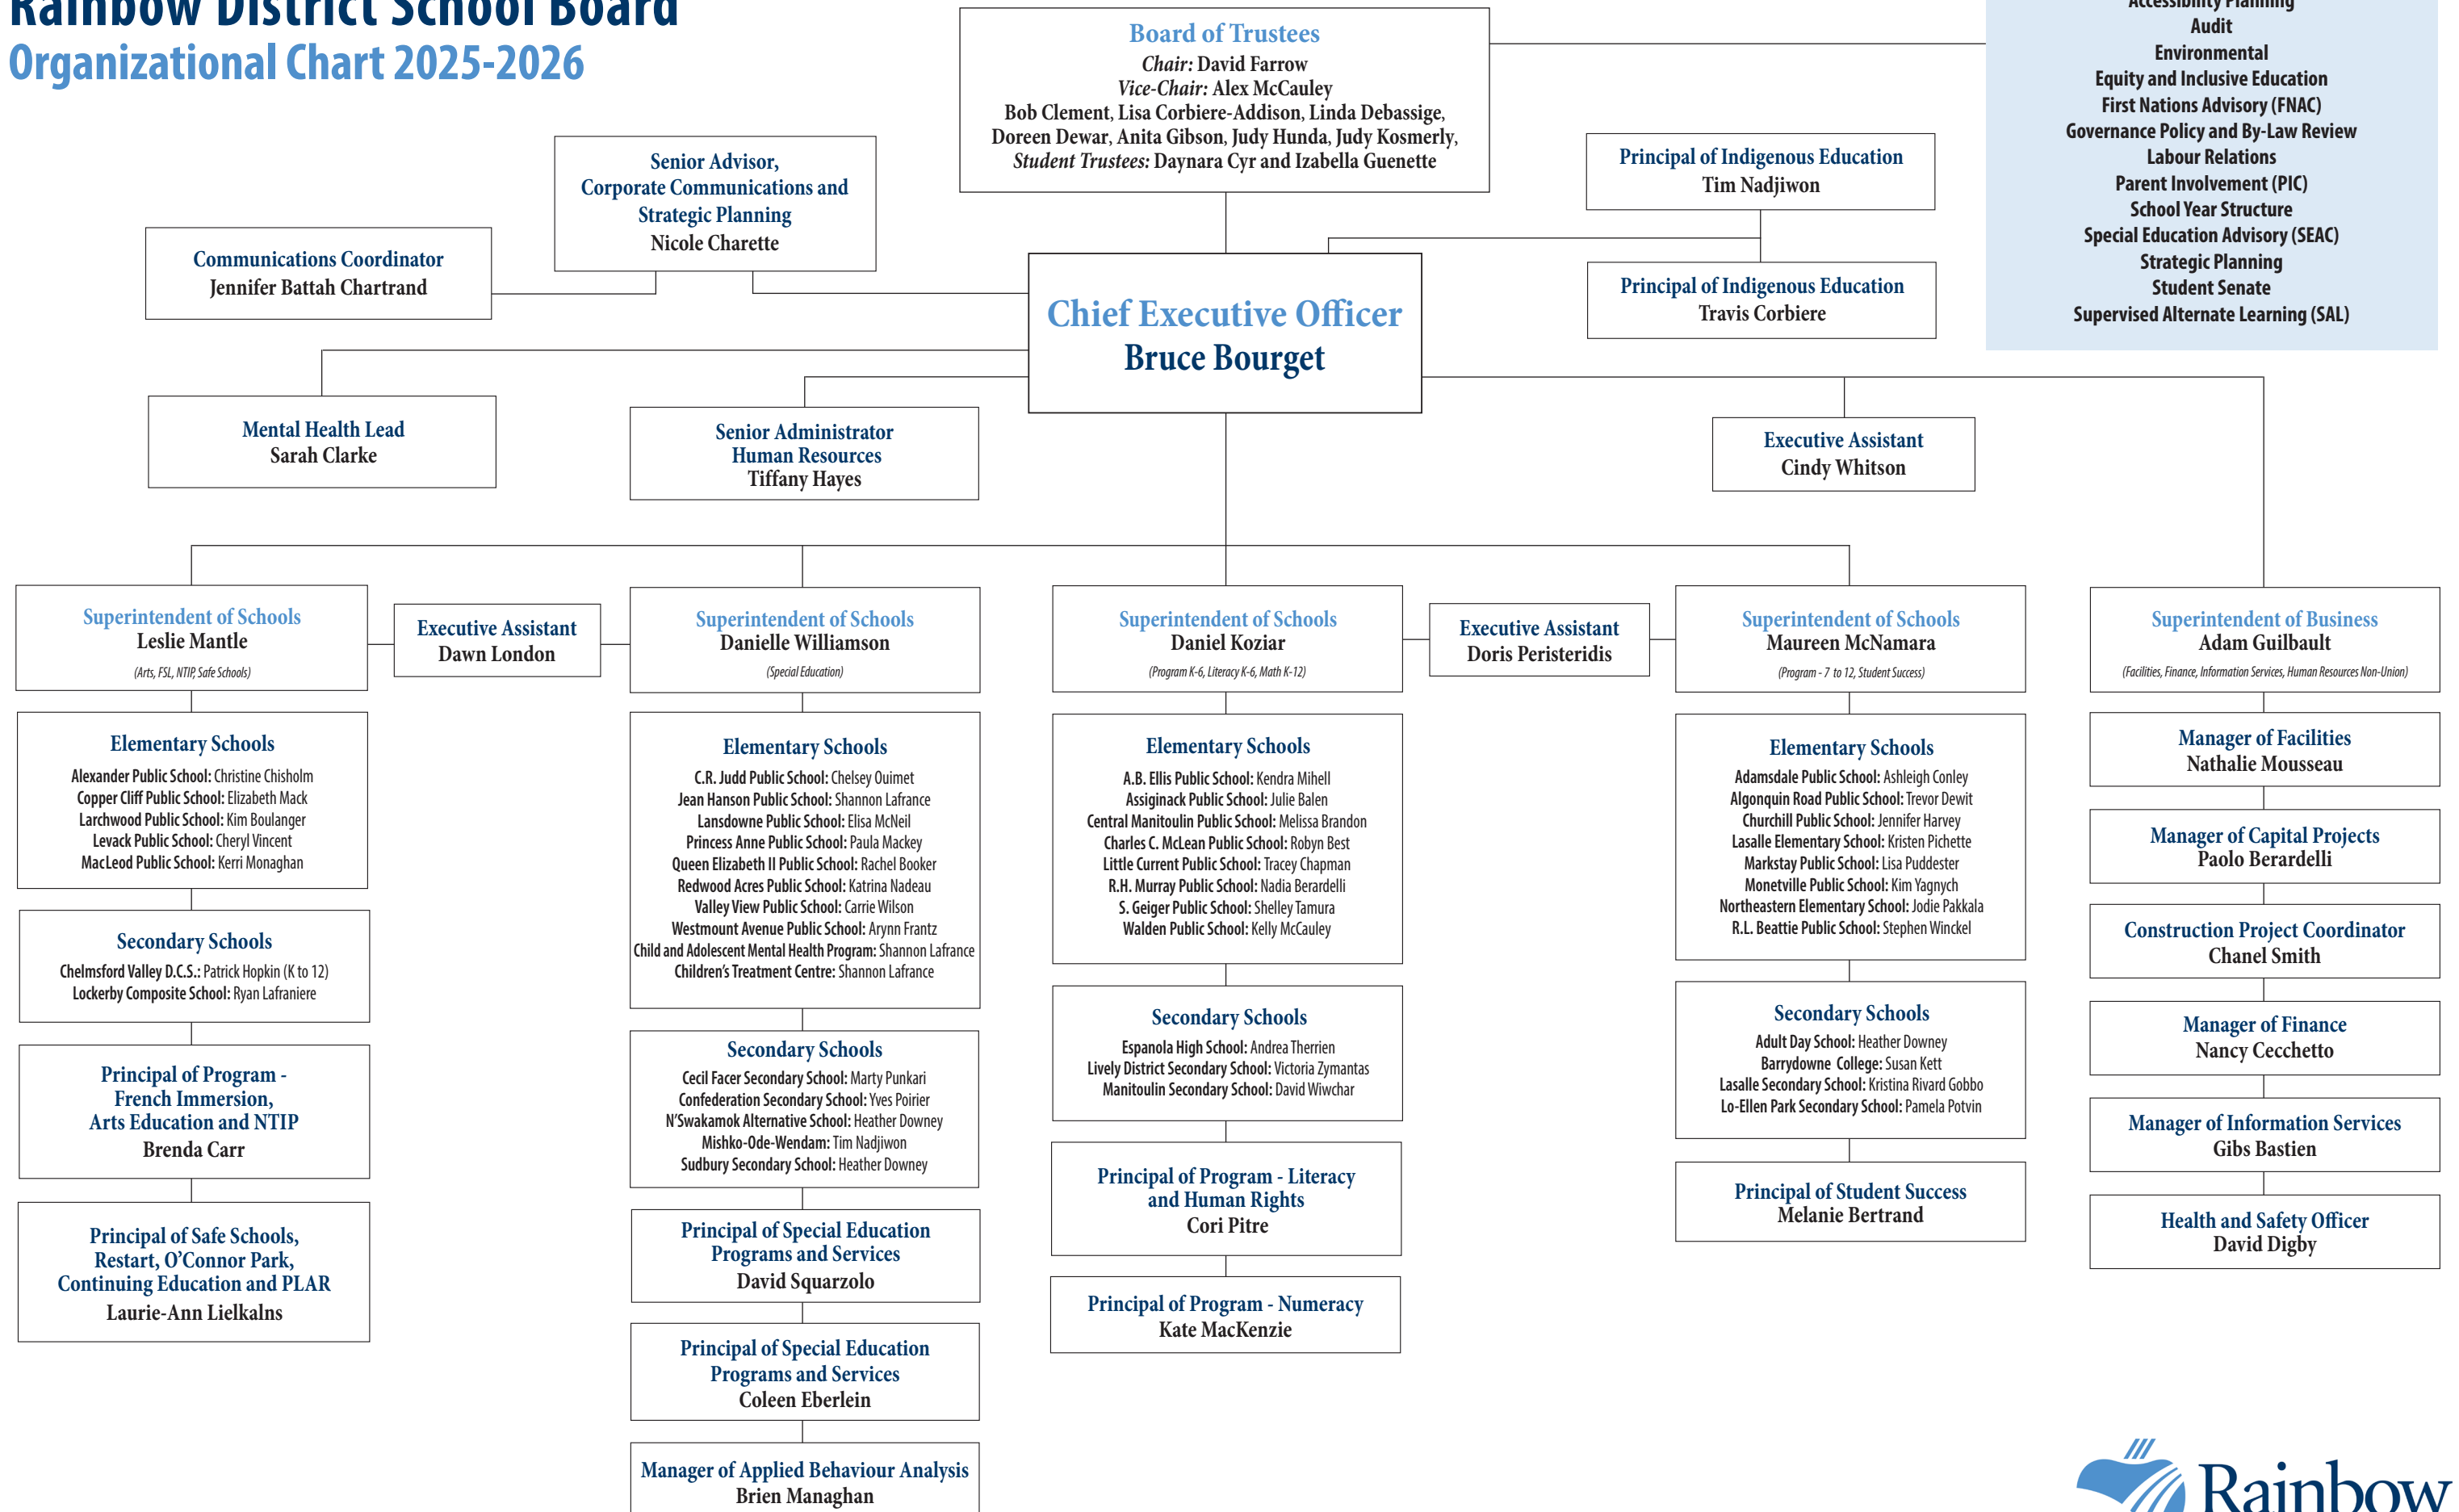 Rainbow District School Board
Organizational Chart 2025-2026
Board of Trustees
Chair: David Farrow
Vice-Chair: Alex McCauley
Bob Clement, Lisa Corbiere-Addison, Linda Debassige,
Doreen Dewar, Anita Gibson, Judy Hunda, Judy Kosmerly,
Student Trustees: Daynara Cyr and Izabella Guenette
Accessibility Planning
Audit
Environmental
Equity and Inclusive Education
First Nations Advisory (FNAC)
Governance Policy and By-Law Review
Labour Relations
Parent Involvement (PIC)
School Year Structure
Special Education Advisory (SEAC)
Strategic Planning
Student Senate
Supervised Alternate Learning (SAL)
Senior Advisor,
Corporate Communications and
Strategic Planning
Nicole Charette
Communications Coordinator
Jennifer Battah Chartrand
Principal of Indigenous Education
Tim Nadjiwon
Principal of Indigenous Education
Travis Corbiere
Chief Executive Officer
Bruce Bourget
Mental Health Lead
Sarah Clarke
Senior Administrator
Human Resources
Tiffany Hayes
Executive Assistant
Cindy Whitson
Superintendent of Schools
Leslie Mantle
(Arts, FSL, NTIP, Safe Schools)
Executive Assistant
Dawn London
Superintendent of Schools
Danielle Williamson
(Special Education)
Superintendent of Schools
Daniel Koziar
(Program K-6, Literacy K-6, Math K-12)
Executive Assistant
Doris Peristeridis
Superintendent of Schools
Maureen McNamara
(Program - 7 to 12, Student Success)
Superintendent of Business
Adam Guilbault
(Facilities, Finance, Information Services, Human Resources Non-Union)
Elementary Schools
Alexander Public School: Christine Chisholm
Copper Cliff Public School: Elizabeth Mack
Larchwood Public School: Kim Boulanger
Levack Public School: Cheryl Vincent
MacLeod Public School: Kerri Monaghan
Secondary Schools
Chelmsford Valley D.C.S.: Patrick Hopkin (K to 12)
Lockerby Composite School: Ryan Lafraniere
Principal of Program -
French Immersion,
Arts Education and NTIP
Brenda Carr
Principal of Safe Schools,
Restart, O'Connor Park,
Continuing Education and PLAR
Laurie-Ann Lielkalns
Elementary Schools
C.R. Judd Public School: Chelsey Ouimet
Jean Hanson Public School: Shannon Lafrance
Lansdowne Public School: Elisa McNeil
Princess Anne Public School: Paula Mackey
Queen Elizabeth II Public School: Rachel Booker
Redwood Acres Public School: Katrina Nadeau
Valley View Public School: Carrie Wilson
Westmount Avenue Public School: Arynn Frantz
Child and Adolescent Mental Health Program: Shannon Lafrance
Children's Treatment Centre: Shannon Lafrance
Secondary Schools
Cecil Facer Secondary School: Marty Punkari
Confederation Secondary School: Yves Poirier
N'Swakamok Alternative School: Heather Downey
Mishko-Ode-Wendam: Tim Nadjiwon
Sudbury Secondary School: Heather Downey
Principal of Special Education
Programs and Services
David Squarzolo
Principal of Special Education
Programs and Services
Coleen Eberlein
Manager of Applied Behaviour Analysis
Brien Managhan
Elementary Schools
A.B. Ellis Public School: Kendra Mihell
Assiginack Public School: Julie Balen
Central Manitoulin Public School: Melissa Brandon
Charles C. McLean Public School: Robyn Best
Little Current Public School: Tracey Chapman
R.H. Murray Public School: Nadia Berardelli
S. Geiger Public School: Shelley Tamura
Walden Public School: Kelly McCauley
Secondary Schools
Espanola High School: Andrea Therrien
Lively District Secondary School: Victoria Zymantas
Manitoulin Secondary School: David Wiwchar
Principal of Program - Literacy
and Human Rights
Cori Pitre
Principal of Program - Numeracy
Kate MacKenzie
Elementary Schools
Adamsdale Public School: Ashleigh Conley
Algonquin Road Public School: Trevor Dewit
Churchill Public School: Jennifer Harvey
Lasalle Elementary School: Kristen Pichette
Markstay Public School: Lisa Puddester
Monetville Public School: Kim Yagnych
Northeastern Elementary School: Jodie Pakkala
R.L. Beattie Public School: Stephen Winckel
Secondary Schools
Adult Day School: Heather Downey
Barrydowne College: Susan Kett
Lasalle Secondary School: Kristina Rivard Gobbo
Lo-Ellen Park Secondary School: Pamela Potvin
Principal of Student Success
Melanie Bertrand
Manager of Facilities
Nathalie Mousseau
Manager of Capital Projects
Paolo Berardelli
Construction Project Coordinator
Chanel Smith
Manager of Finance
Nancy Cecchetto
Manager of Information Services
Gibs Bastien
Health and Safety Officer
David Digby
Rainbow